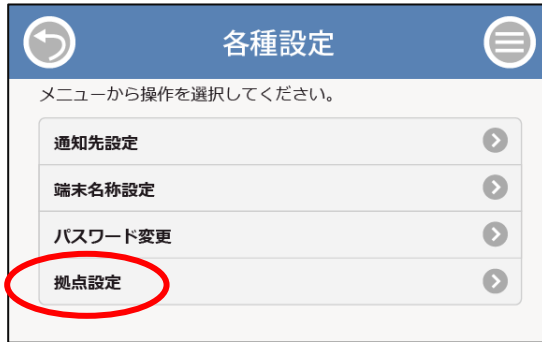 各種設定
メニューから操作を選択してください。
通知先設定
端末名称設定
パスワード変更
拠点設定